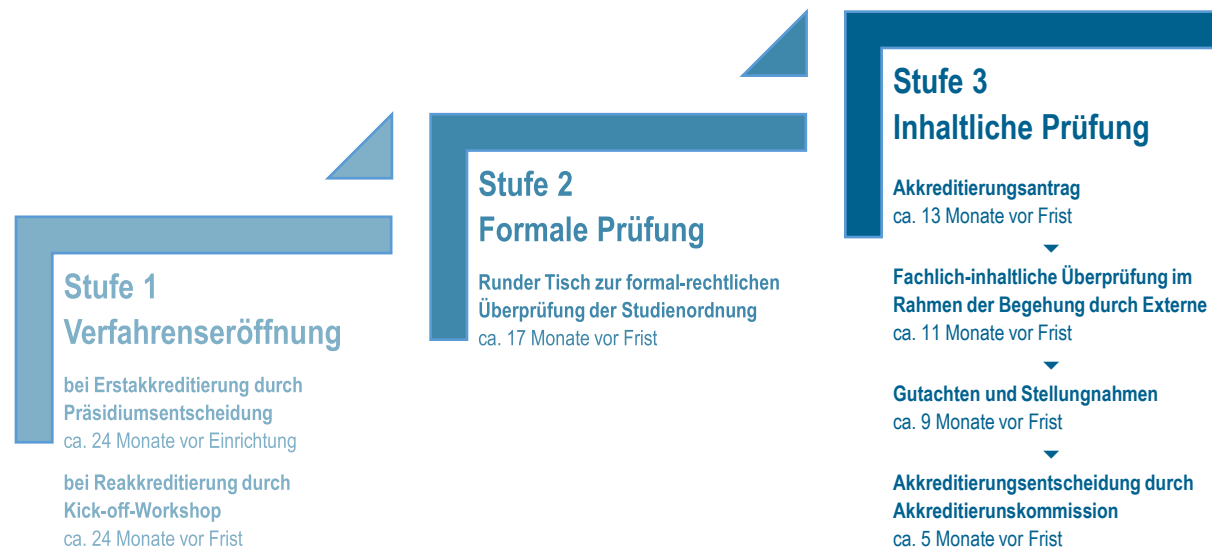 Stufe 1
Verfahrenseröffnung
bei Erstakkreditierung durch
Präsidiumsentscheidung
ca. 24 Monate vor Einrichtung
bei Reakkreditierung durch
Kick-off-Workshop
ca. 24 Monate vor Frist
Stufe 2
Formale Prüfung
Runder Tisch zur formal-rechtlichen
Überprüfung der Studienordnung
ca. 17 Monate vor Frist
Stufe 3
Inhaltliche Prüfung
Akkreditierungsantrag
ca. 13 Monate vor Frist
Fachlich-inhaltliche Überprüfung im
Rahmen der Begehung durch Externe
ca. 11 Monate vor Frist
Gutachten und Stellungnahmen
ca. 9 Monate vor Frist
Akkreditierungsentscheidung durch
Akkreditierunskommission
ca. 5 Monate vor Frist